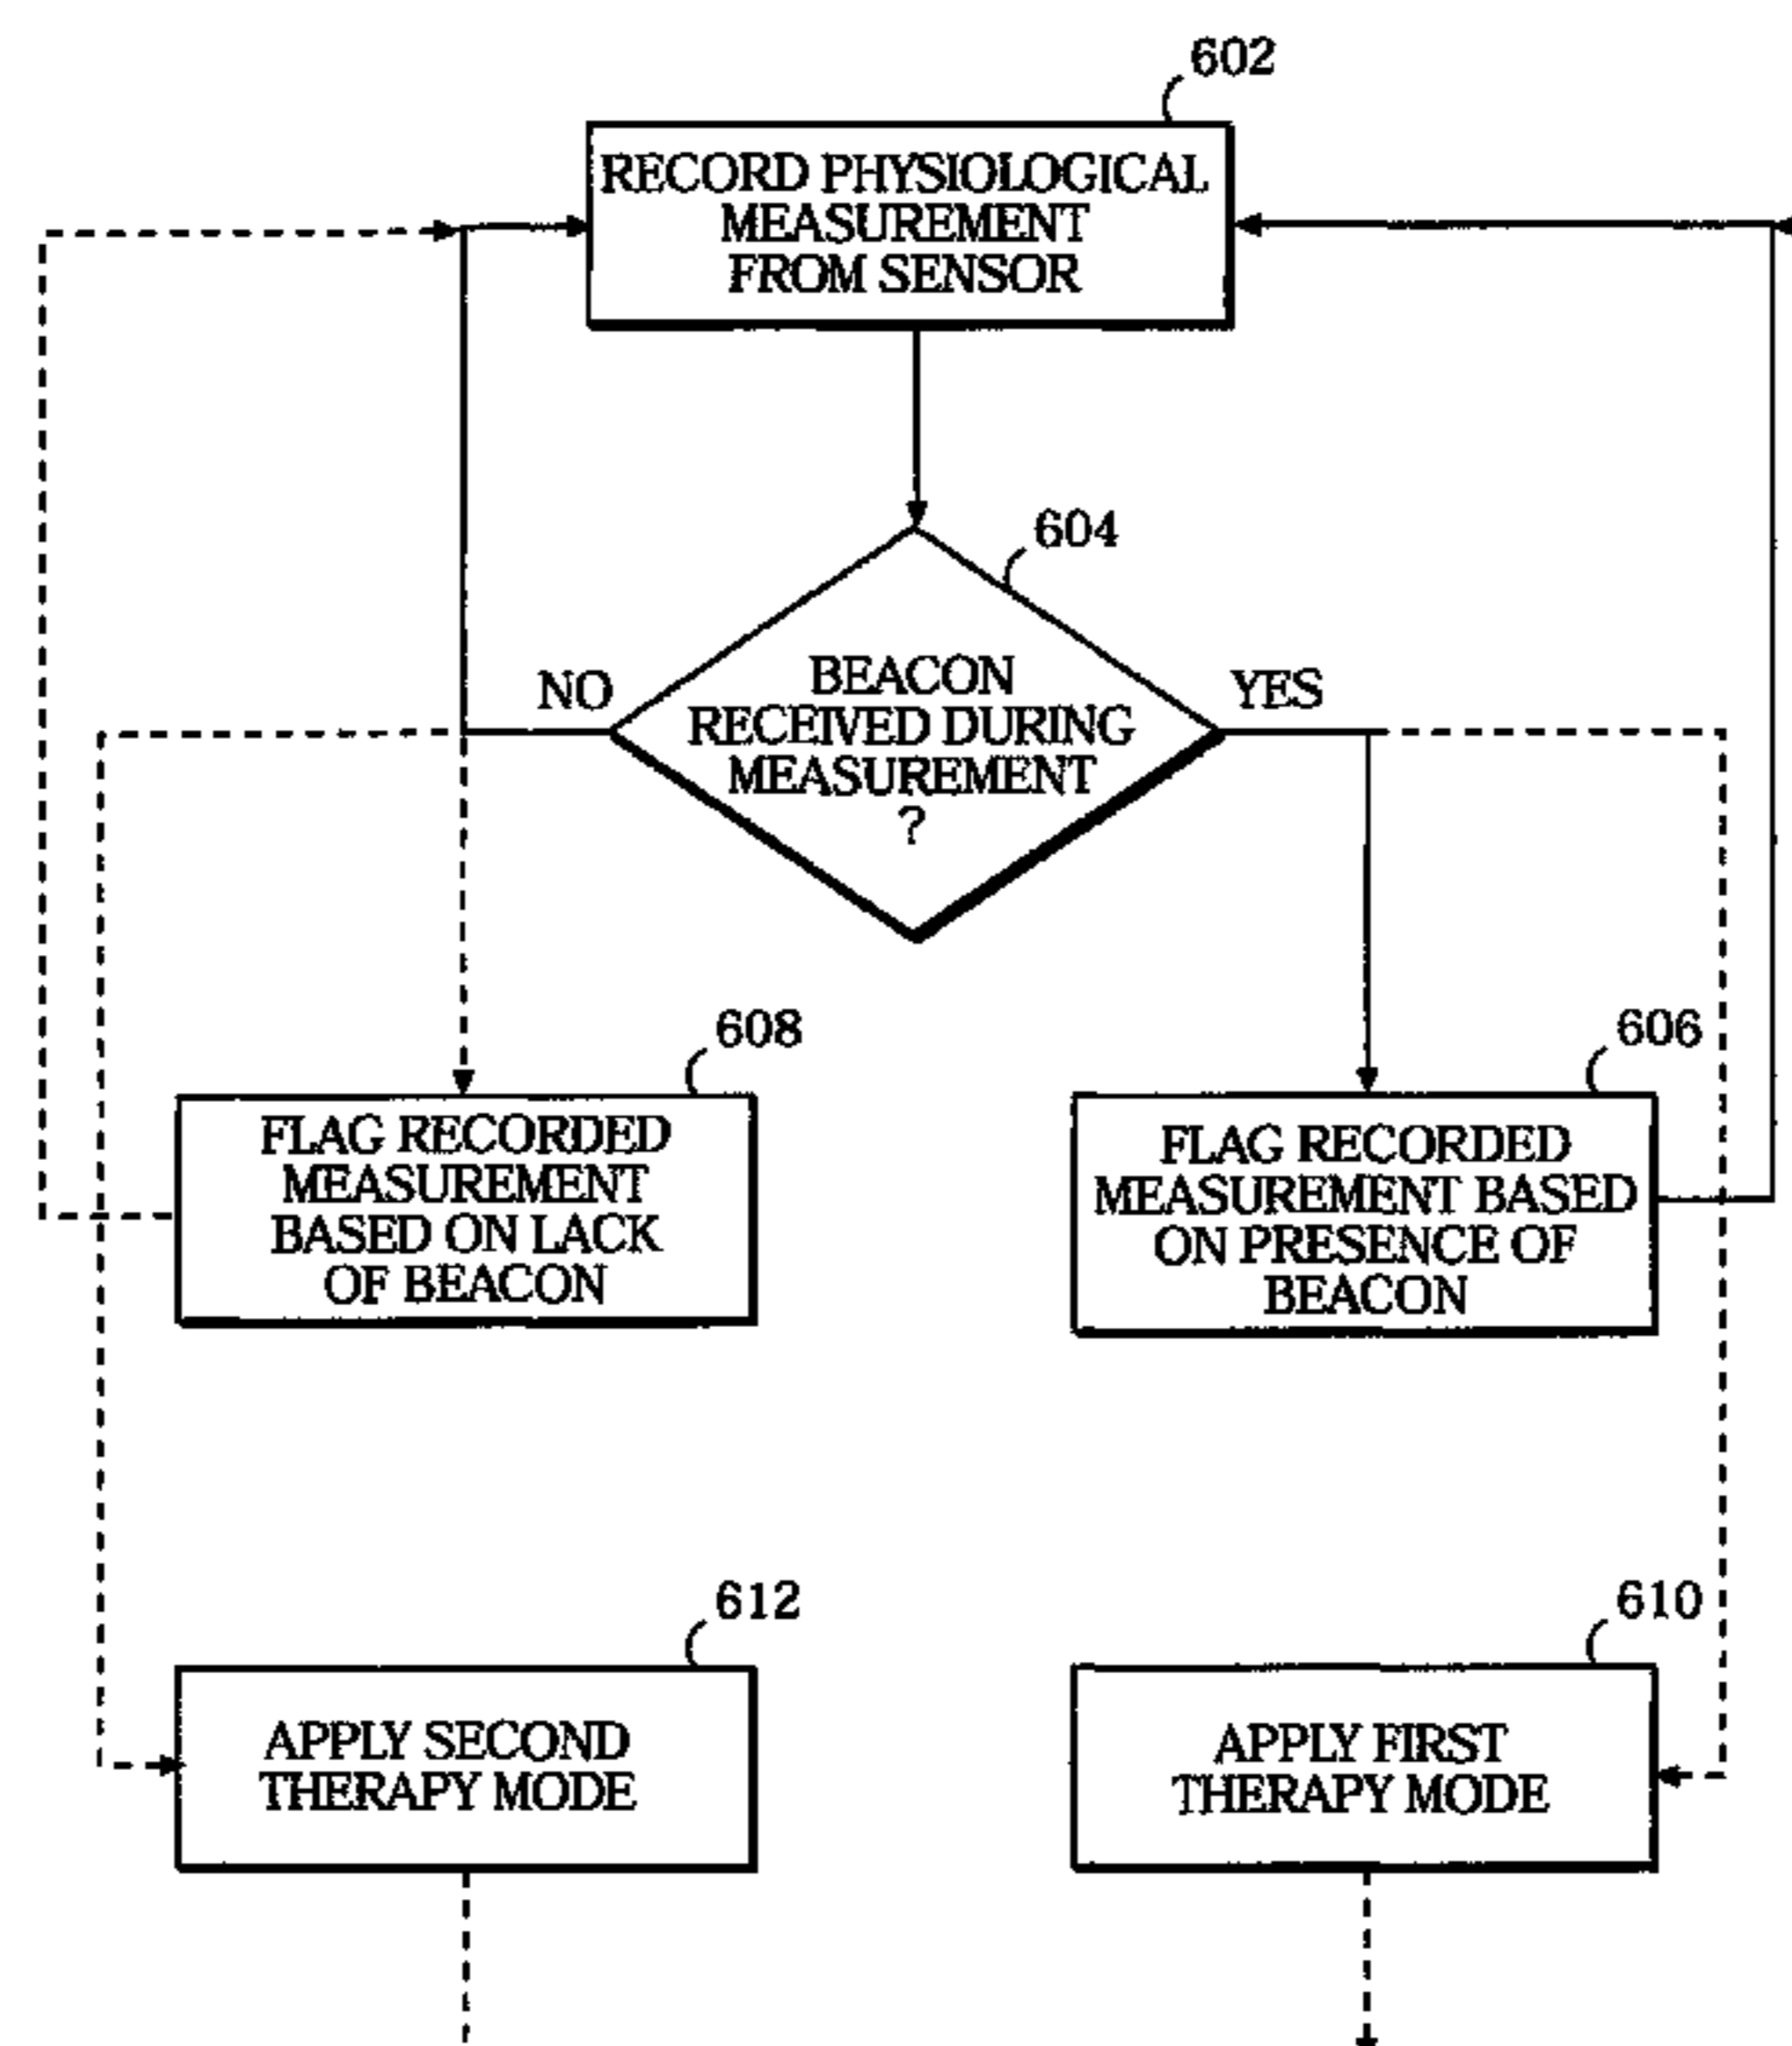 602
RECORD PHYSIOLOGICAL
MEASUREMENT
FROM SENSOR
604
NO
BEACON
RECEIVED DURING
MEASUREMENT
?
YES
608
FLAG RECORDED
MEASUREMENT
BASED ON LACK
OF BEACON
606
FLAG RECORDED
MEASUREMENT BASED
ON PRESENCE OF
BEACON
612
APPLY SECOND
THERAPY MODE
610
APPLY FIRST
THERAPY MODE